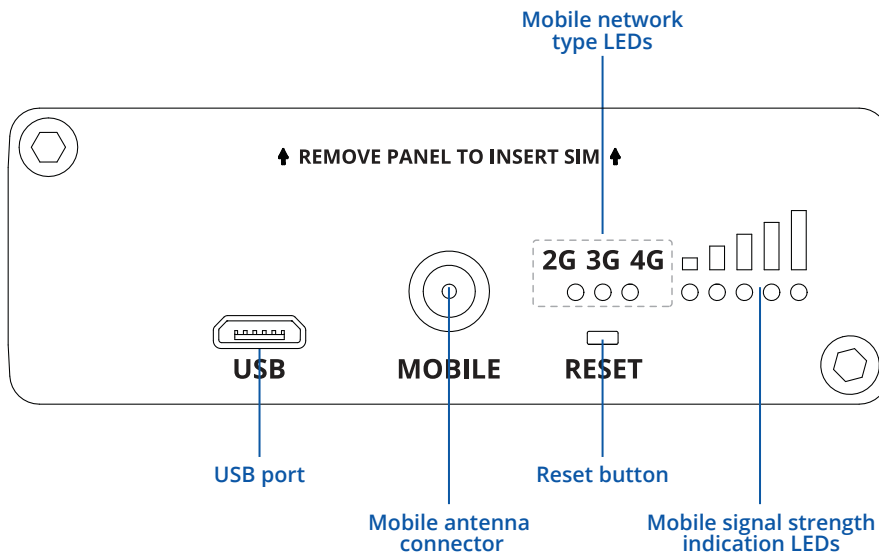 Mobile network
type LEDs
REMOVE PANEL TO INSERT SIM
2G 3G 4G
USB
MOBILE
RESET
USB port
Reset button
Mobile antenna
connector
Mobile signal strength
indication LEDs